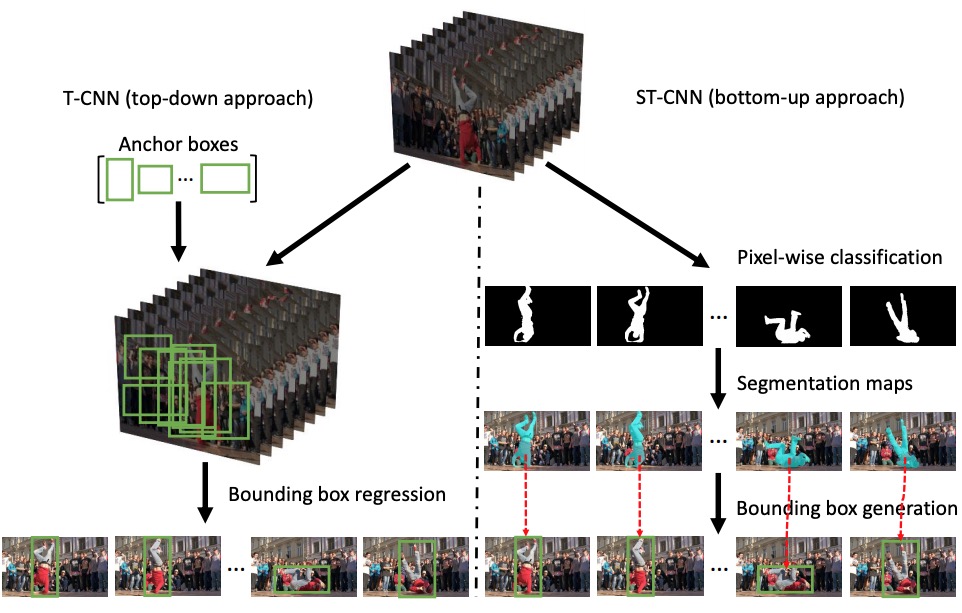 T-CNN (top-down approach)
ST-CNN (bottom-up approach)
Anchor boxes
...
Pixel-wise classification
...
Segmentation maps
...
Bounding box regression
Bounding box generation
...
...